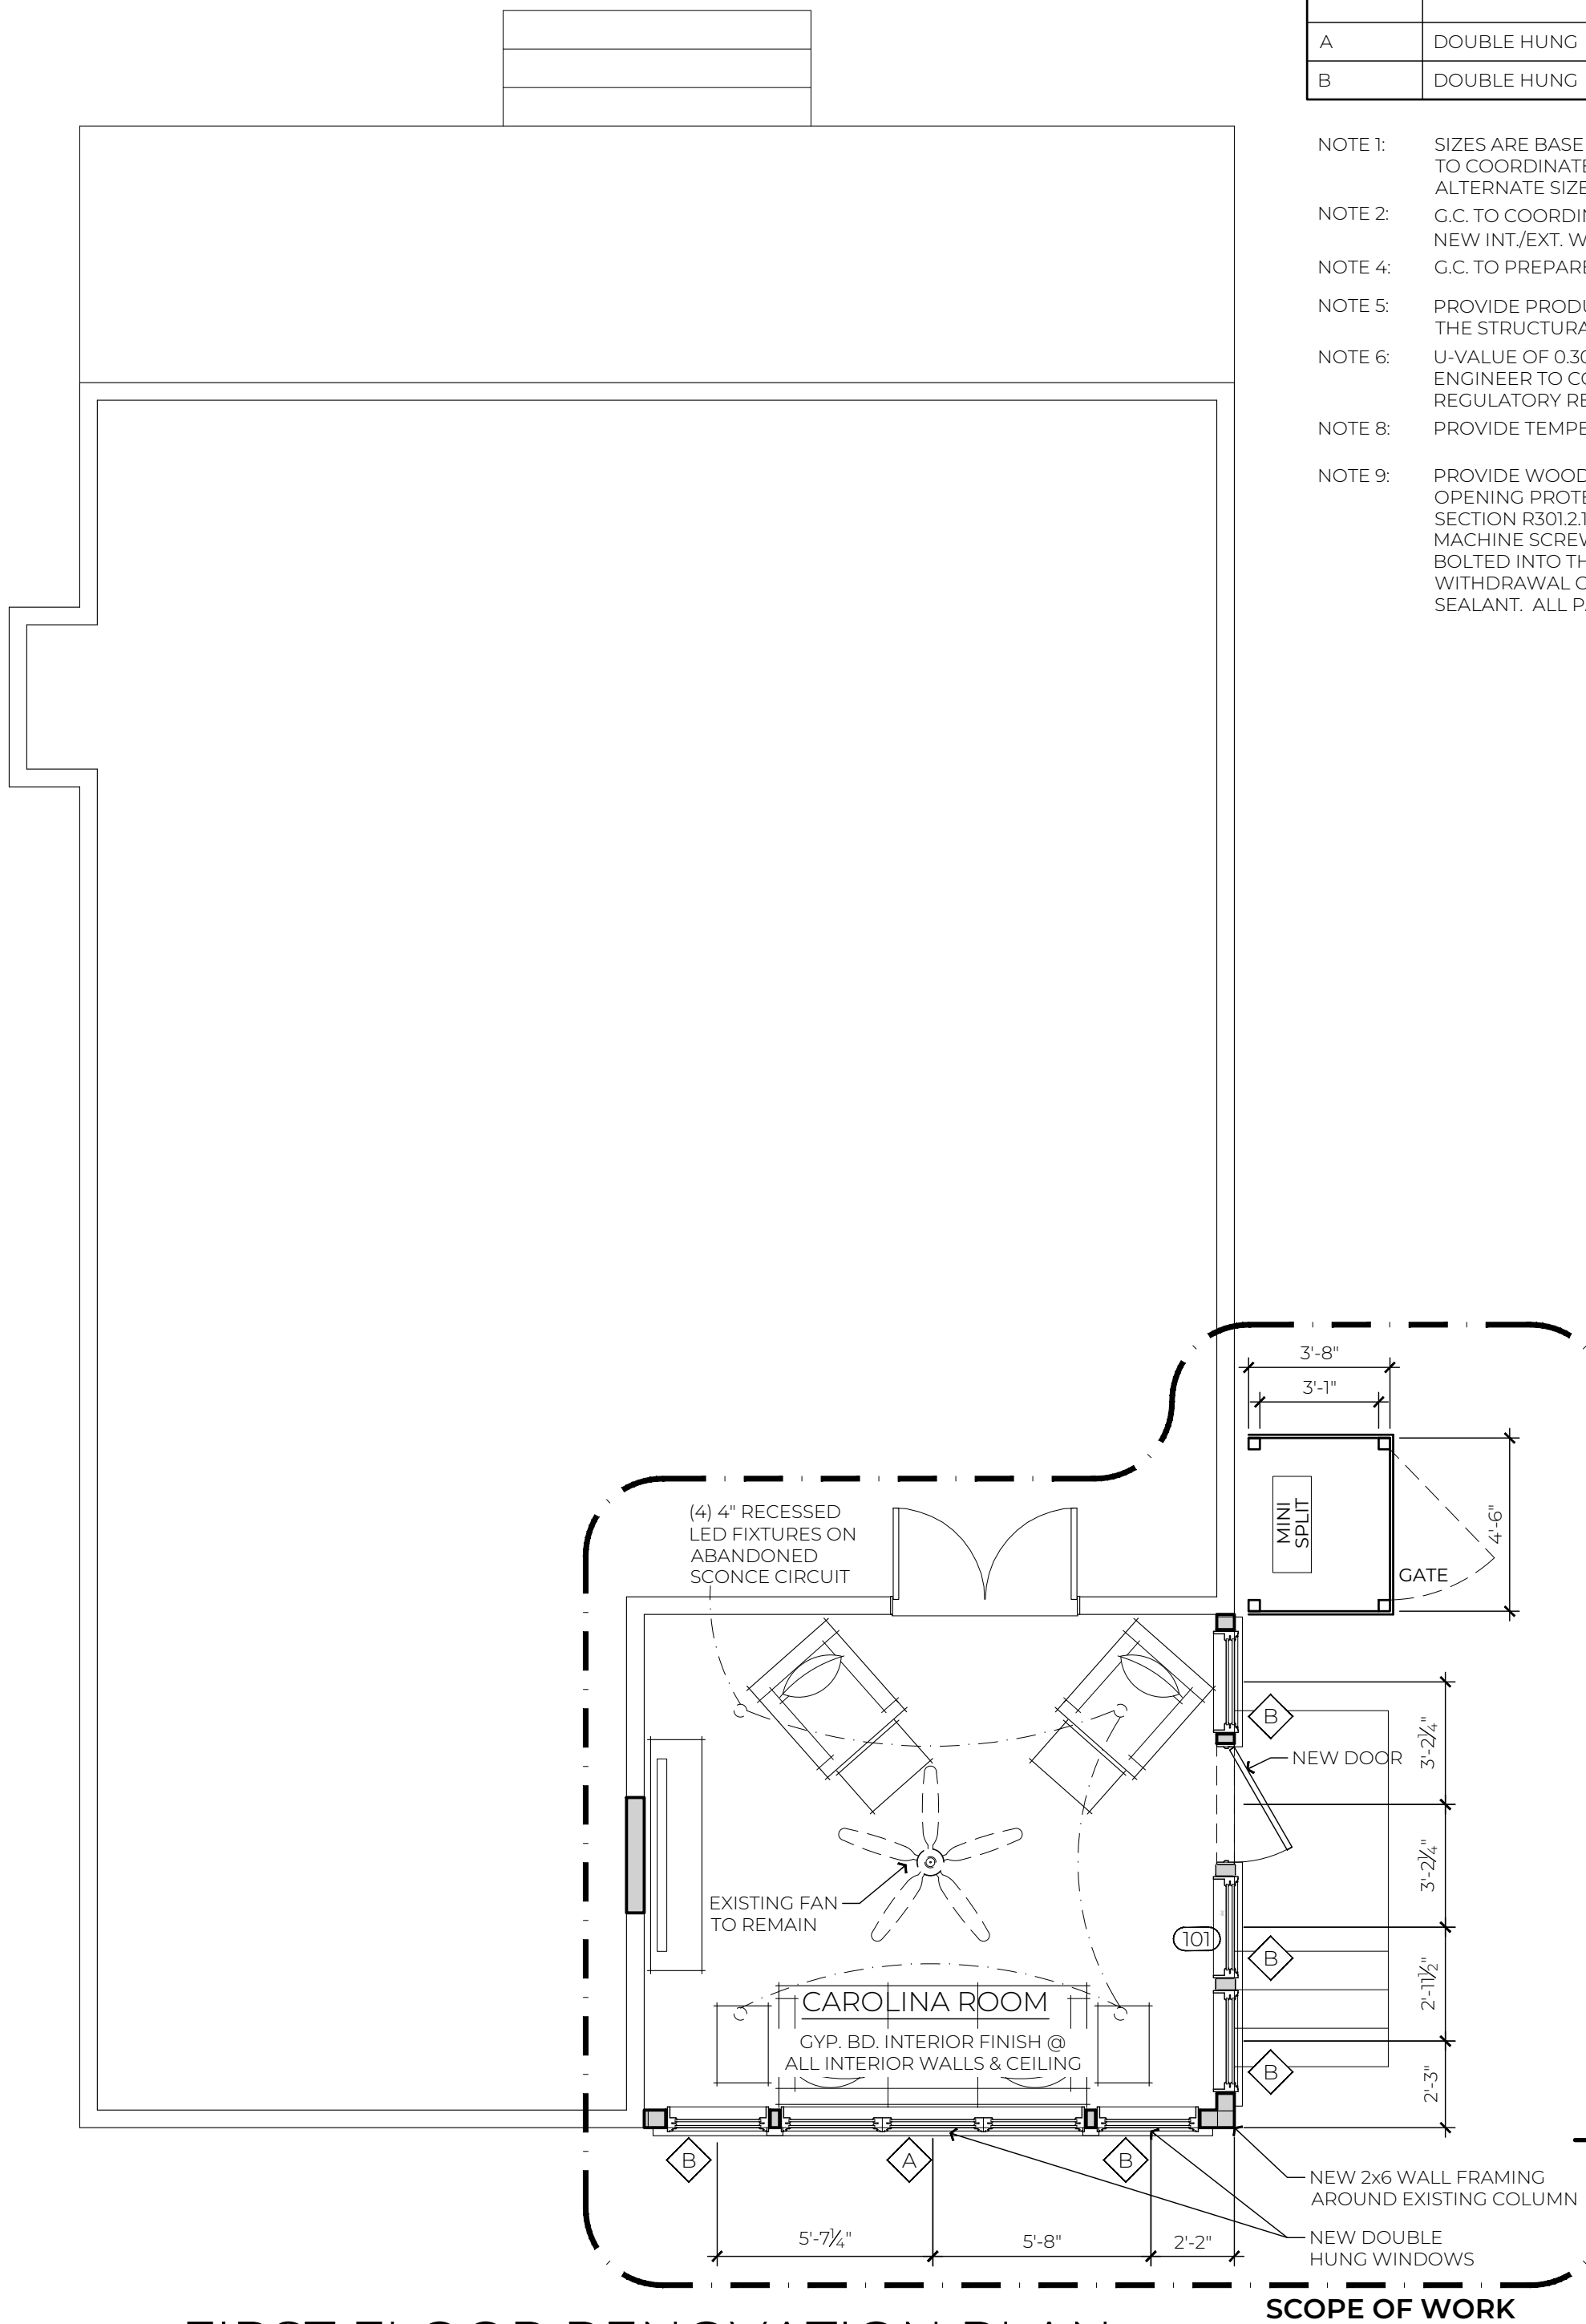 A DOUBLE HUNG
B DOUBLE HUNG
NOTE 1: SIZES ARE BASE
TO COORDINATE
ALTERNATE SIZE
NOTE 2: G.C. TO COORDIN
NEW INT./EXT. W
NOTE 4: G.C. TO PREPARE
NOTE 5: PROVIDE PRODU
THE STRUCTURA
NOTE 6: U-VALUE OF 0.30
ENGINEER TO CO
REGULATORY RE
NOTE 8: PROVIDE TEMPE
NOTE 9: PROVIDE WOOD
OPENING PROTE
SECTION R301.2.1
MACHINE SCREW
BOLTED INTO TH
WITHDRAWAL C
SEALANT. ALL PA
3'-8"
3'-1"
MINI
SPLIT
4'-6"
GATE
(4) 4" RECESSED
LED FIXTURES ON
ABANDONED
SCONCE CIRCUIT
B
NEW DOOR
3'-2¼"
3'-2¼"
EXISTING FAN
TO REMAIN
101
B
2'-11½"
CAROLINA ROOM
GYP. BD. INTERIOR FINISH @
ALL INTERIOR WALLS & CEILING
B
2'-3"
B
A
B
NEW 2x6 WALL FRAMING
AROUND EXISTING COLUMN
5'-7¼"
5'-8"
2'-2"
NEW DOUBLE
HUNG WINDOWS
SCOPE OF WORK
FIRST FLOOR RENOVATION PLAN